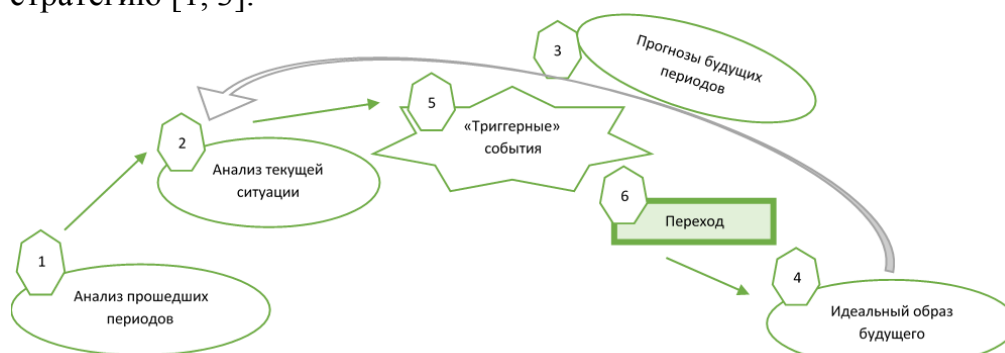 стратегию [1, 3].
3
Прогнозы будущих
периодов
5
«Триггерные»
события
2
Анализ текущей
ситуации
6
Переход
1
Анализ прошедших
периодов
4
Идеальный образ
будущего